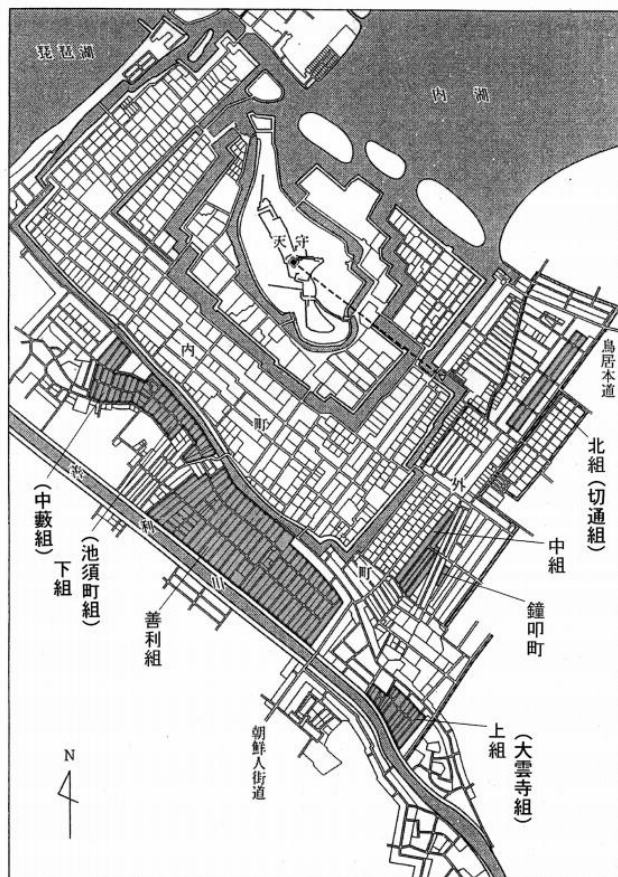 琵琶湖
内湖
天守
内町
外町
鳥居本道
北組(切通組)
中組
鐘叩町
上組
(大雲寺組)
朝鮮人街道
善利組
善利川
(池須町組)
下組
(中藪組)
N